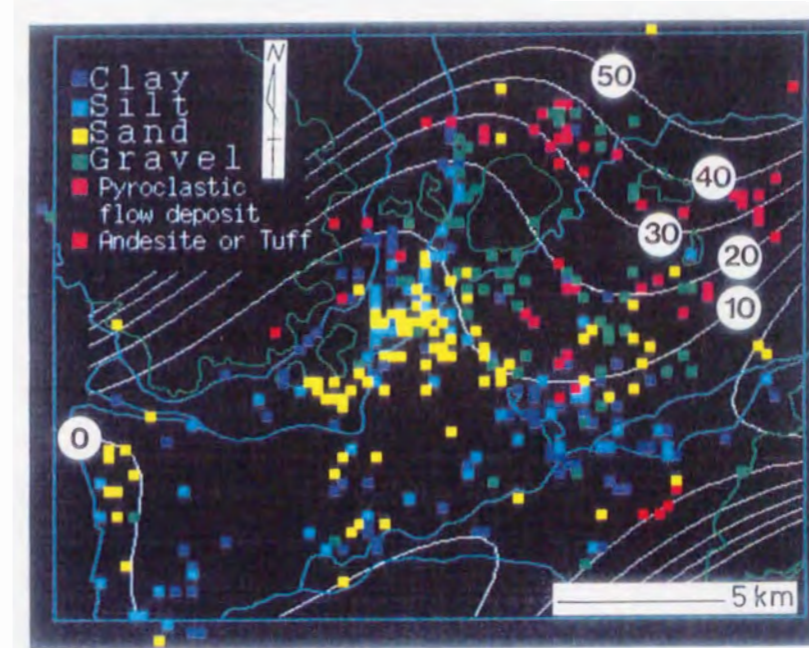 N
Clay
Silt
Sand
Gravel
Pyroclastic
flow deposit
Andesite or Tuff
50
40
30
20
10
0
5 km